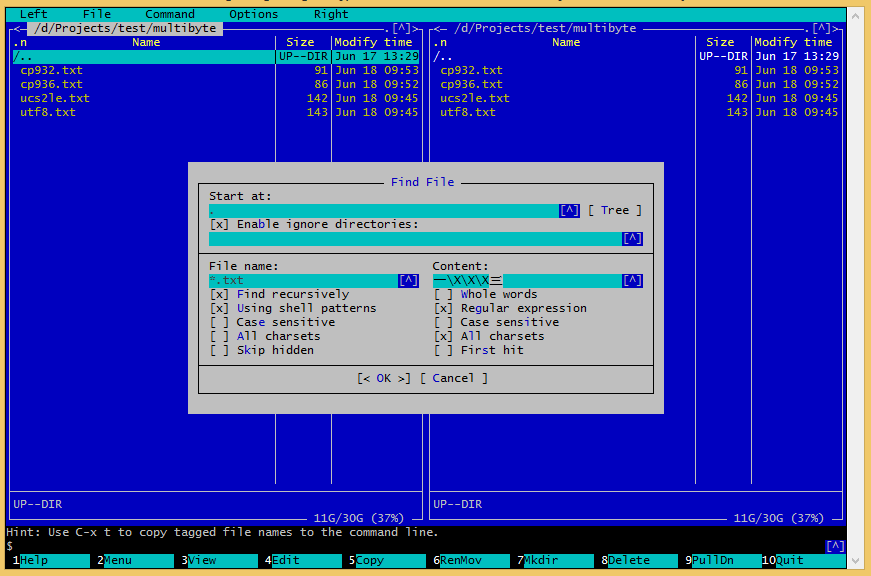 Left File Command Options Right
<─ /d/Projects/test/multibyte ─.[^]> <─ /d/Projects/test/multibyte ─.[^]>
.n Name Size Modify time .n Name Size Modify time
/.. UP--DIR Jun 17 13:29 /.. UP--DIR Jun 17 13:29
cp932.txt 91 Jun 18 09:53 cp932.txt 91 Jun 18 09:53
cp936.txt 86 Jun 18 09:52 cp936.txt 86 Jun 18 09:52
ucs2le.txt 142 Jun 18 09:45 ucs2le.txt 142 Jun 18 09:45
utf8.txt 143 Jun 18 09:45 utf8.txt 143 Jun 18 09:45
Find File
Start at:
. [^] [ Tree ]
[x] Enable ignore directories:
[^]
File name: Content:
*.txt [^] 一\X\X\X三 [^]
[x] Find recursively [ ] Whole words
[x] Using shell patterns [x] Regular expression
[ ] Case sensitive [ ] Case sensitive
[ ] All charsets [x] All charsets
[ ] Skip hidden [ ] First hit
[< OK >] [ Cancel ]
UP--DIR UP--DIR
11G/30G (37%) 11G/30G (37%)
Hint: Use C-x t to copy tagged file names to the command line.
$ [^]
1Help 2Menu 3View 4Edit 5Copy 6RenMov 7Mkdir 8Delete 9PullDn 10Quit